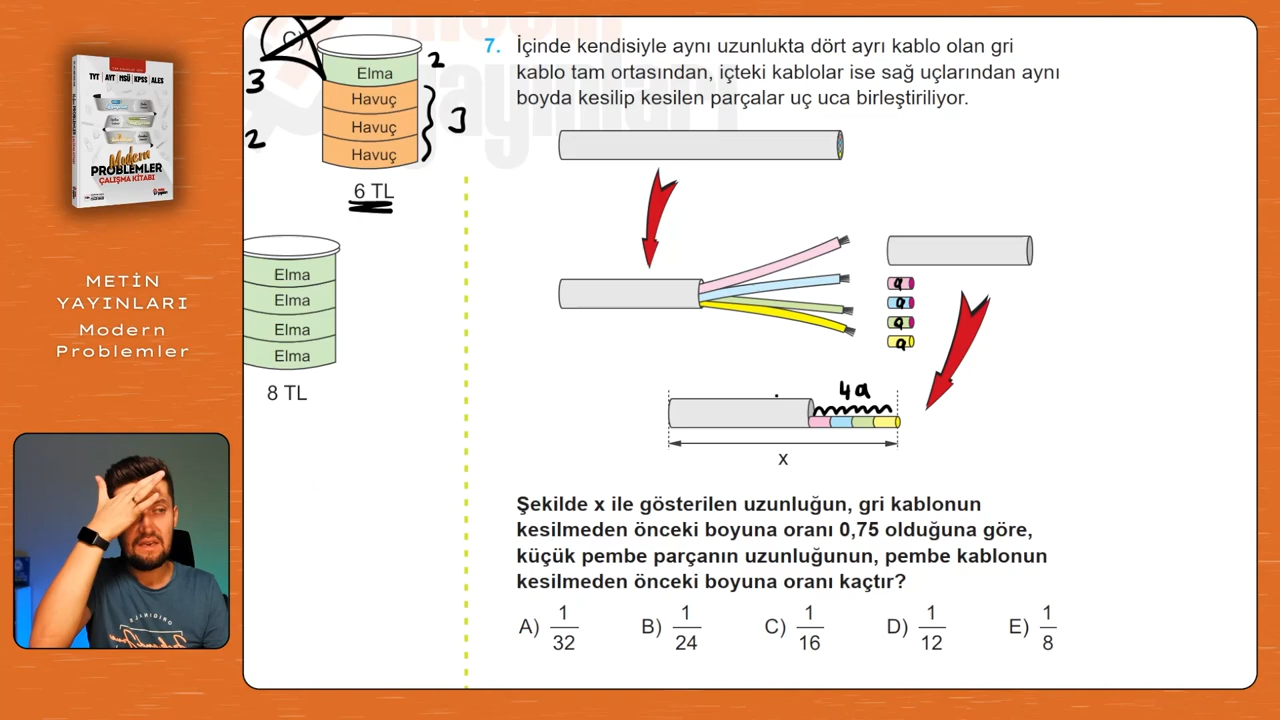 TYT AYT MSÜ KPSS ALES
Modern
PROBLEMLER
ÇALIŞMA KİTABI
METİN
YAYINLARI
Modern
Problemler
C)
3
2
Elma
Havuç
Havuç
Havuç
2
3
6 TL
Elma
Elma
Elma
Elma
8 TL
7. İçinde kendisiyle aynı uzunlukta dört ayrı kablo olan gri
kablo tam ortasından, içteki kablolar ise sağ uçlarından aynı
boyda kesilip kesilen parçalar uç uca birleştiriliyor.
a
a
a
a
4a
x
Şekilde x ile gösterilen uzunluğun, gri kablonun
kesilmeden önceki boyuna oranı 0,75 olduğuna göre,
küçük pembe parçanın uzunluğunun, pembe kablonun
kesilmeden önceki boyuna oranı kaçtır?
A) 1/32 B) 1/24 C) 1/16 D) 1/12 E) 1/8